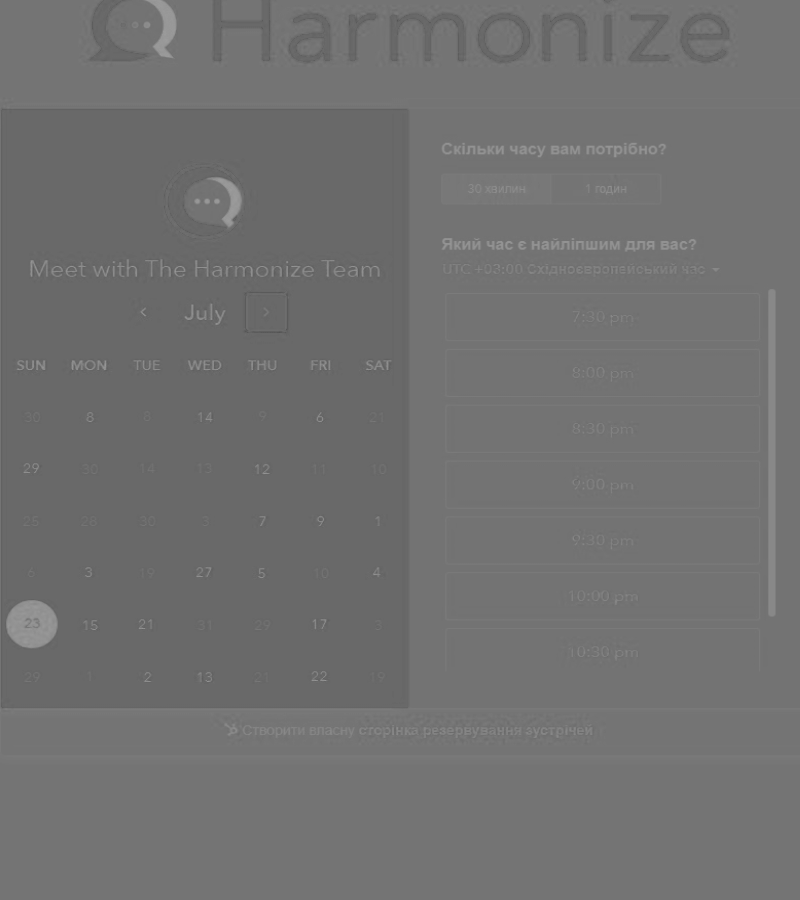 Harmonize
Meet with The Harmonize Team
July
SUN MON TUE WED THU FRI SAT
30 8 8 14 9 6 21
29 30 14 13 12 11 10
25 28 30 3 7 9 1
6 3 19 27 5 10 4
23 15 21 31 29 17 3
29 1 2 13 21 22 19
Скільки часу вам потрібно?
30 хвилин 1 годин
Який час є найліпшим для вас?
UTC +03:00 Східноєвропейський час
7:30 pm
8:00 pm
8:30 pm
9:00 pm
9:30 pm
10:00 pm
10:30 pm
Створити власну сторінка резервування зустрічей